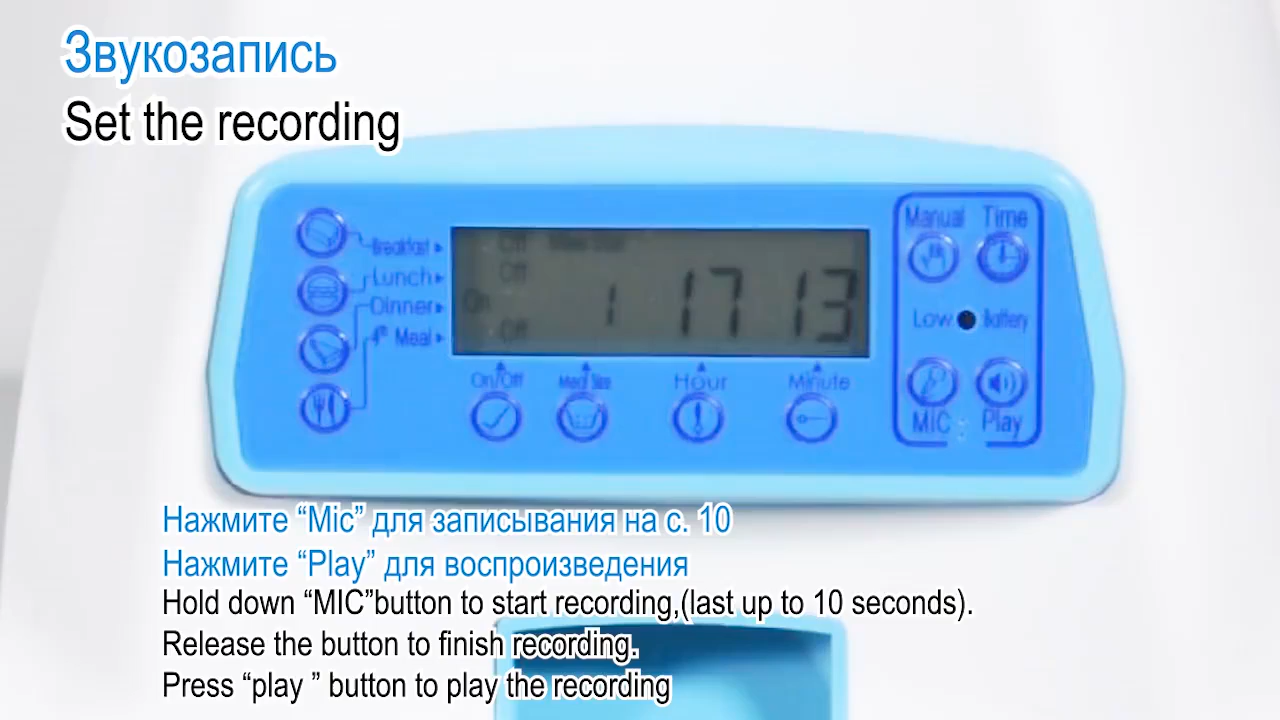 Звукозапись
Set the recording
Manual Time
Breakfast
Off
Lunch
Off
Dinner
On 1 17 13
4th Meal
Off
Low Battery
On/Off Meal Size Hour Minute
MIC Play
Нажмите “Mic” для записывания на с. 10
Нажмите “Play” для воспроизведения
Hold down “MIC”button to start recording,(last up to 10 seconds).
Release the button to finish recording.
Press “play ” button to play the recording